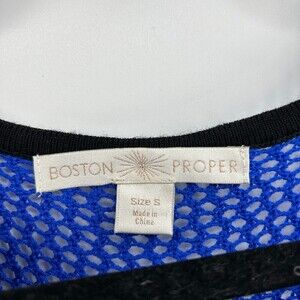 BOSTON PROPER
Size S
Made in
China